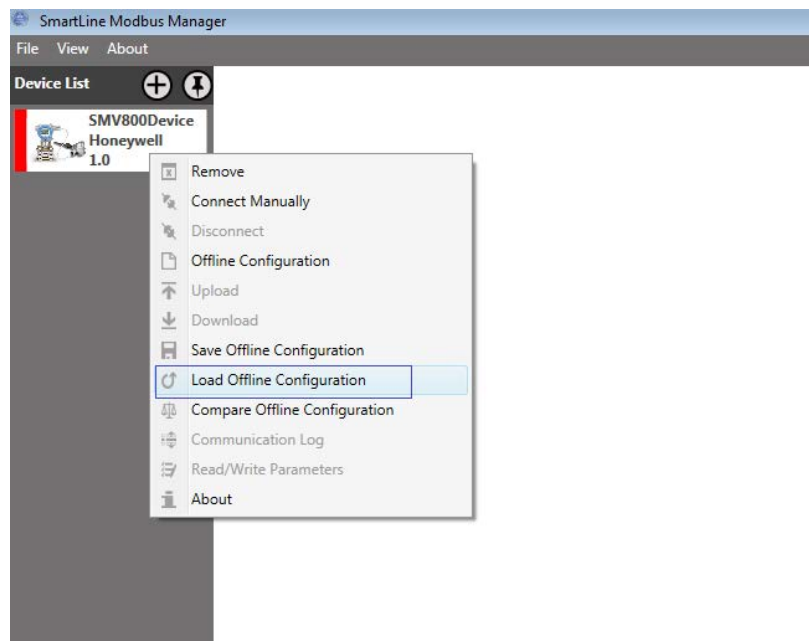 SmartLine Modbus Manager
File View About
Device List
SMV800Device
Honeywell
1.0
Remove
Connect Manually
Disconnect
Offline Configuration
Upload
Download
Save Offline Configuration
Load Offline Configuration
Compare Offline Configuration
Communication Log
Read/Write Parameters
About